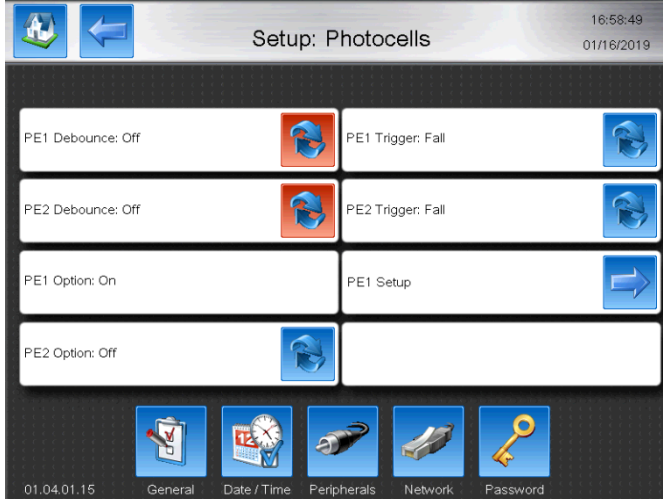 Setup: Photocells
16:58:49
01/16/2019
PE1 Debounce: Off
PE1 Trigger: Fall
PE2 Debounce: Off
PE2 Trigger: Fall
PE1 Option: On
PE1 Setup
PE2 Option: Off
12
01.04.01.15
General
Date / Time
Peripherals
Network
Password